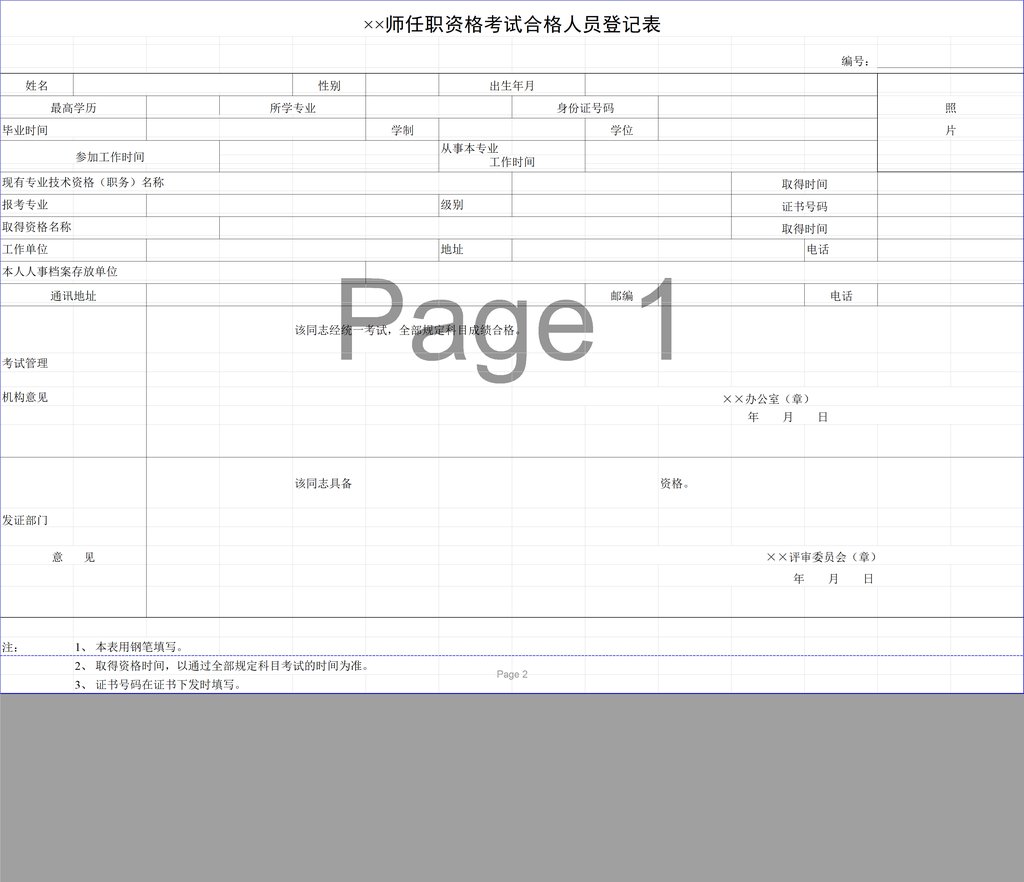 ××师任职资格考试合格人员登记表
编号：
姓名 性别 出生年月
最高学历 所学专业 身份证号码 照
毕业时间 学制 学位 片
参加工作时间 从事本专业
工作时间
现有专业技术资格（职务）名称 取得时间
报考专业 级别 证书号码
取得资格名称 取得时间
工作单位 地址 电话
本人人事档案存放单位
通讯地址 邮编 电话
Page 1
该同志经统一考试，全部规定科目成绩合格。
考试管理
机构意见 ××办公室（章）
年 月 日
该同志具备 资格。
发证部门
意 见 ××评审委员会（章）
年 月 日
注： 1、 本表用钢笔填写。
2、 取得资格时间，以通过全部规定科目考试的时间为准。
Page 2
3、 证书号码在证书下发时填写。